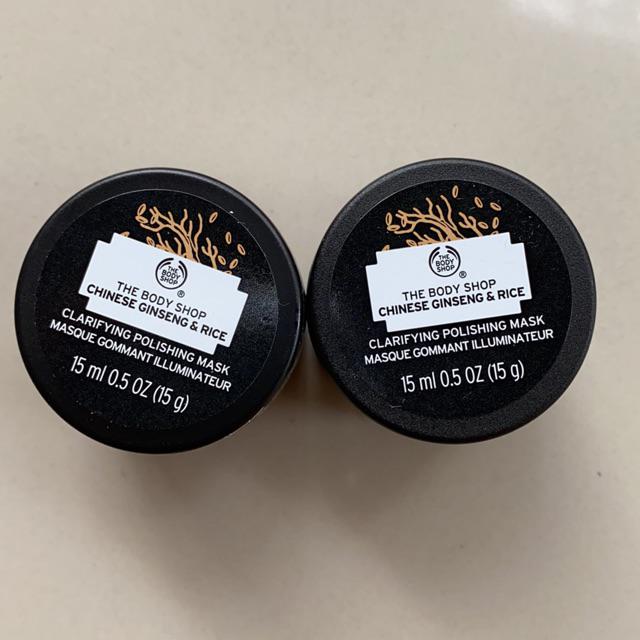 THE
BODY
SHOP
®
THE BODY SHOP
CHINESE GINSENG & RICE
CLARIFYING POLISHING MASK
MASQUE GOMMANT ILLUMINATEUR
15 ml 0.5 OZ (15 g)
THE
BODY
SHOP
®
THE BODY SHOP
CHINESE GINSENG & RICE
CLARIFYING POLISHING MASK
MASQUE GOMMANT ILLUMINATEUR
15 ml 0.5 OZ (15 g)